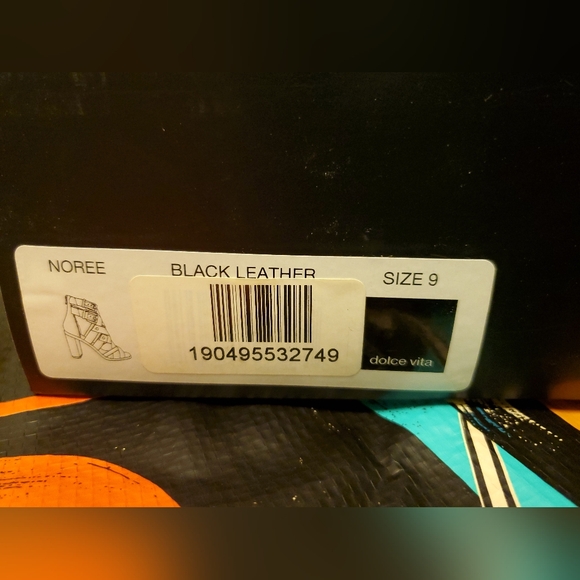 NOREE
BLACK LEATHER
SIZE 9
190495532749
dolce vita